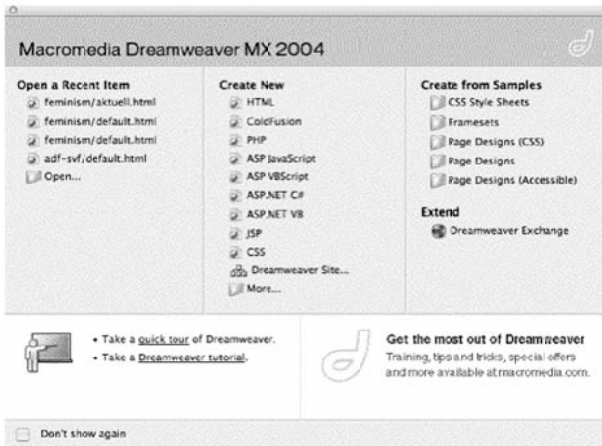 Macromedia Dreamweaver MX 2004
Open a Recent Item
feminism/aktuell.html
feminism/default.html
feminism/default.html
adf-svf/default.html
Open...
Create New
HTML
ColdFusion
PHP
ASP JavaScript
ASP VBScript
ASP.NET C#
ASP.NET VB
JSP
CSS
Dreamweaver Site...
More...
Create from Samples
CSS Style Sheets
Framesets
Page Designs (CSS)
Page Designs
Page Designs (Accessible)
Extend
Dreamweaver Exchange
• Take a quick tour of Dreamweaver.
• Take a Dreamweaver tutorial.
Get the most out of Dreamweaver
Training, tips and tricks, special offers
and more available at macromedia.com.
Don't show again